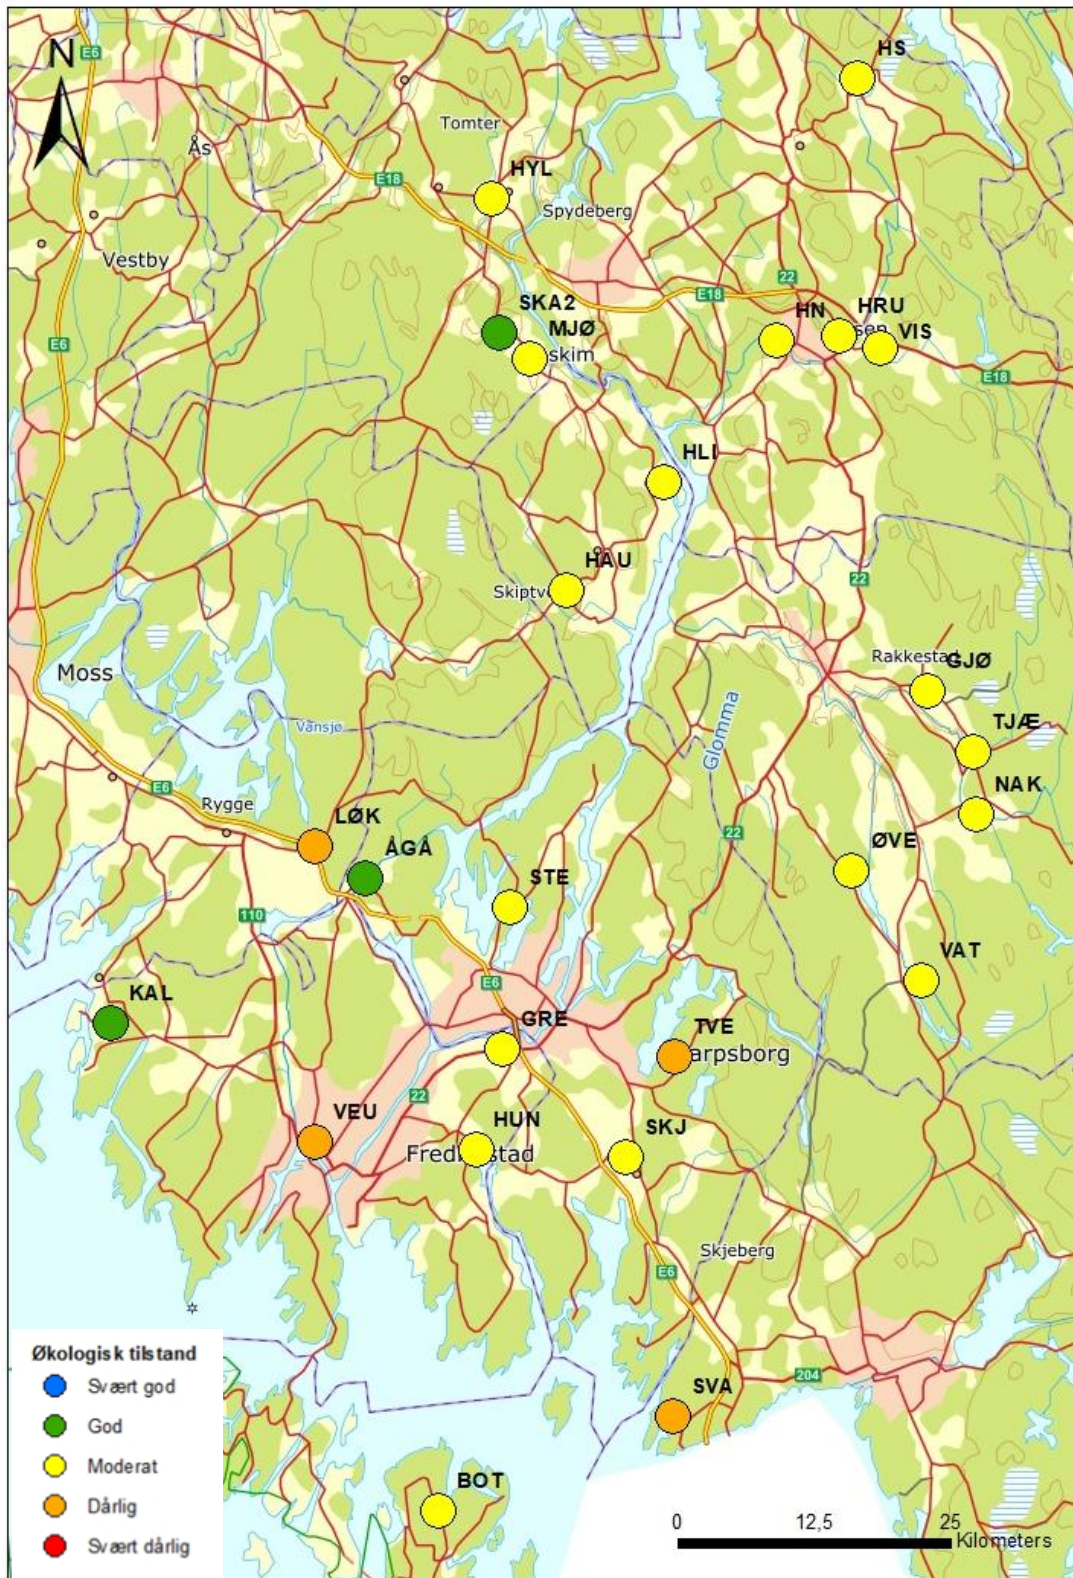 E6
N
HS
Tomter
Ås
HYL
E18
Spydeberg
Vestby
22
SKA2
E18
HRU
HN
MJØ
sen
VIS
E6
skim
E18
HLI
HAU
Skiptv
22
Rakkestad
GJØ
Moss
Glomma
Vansjø
TJÆ
E6
NAK
Rygge
LØK
22
ÅGÅ
ØVE
STE
110
VAT
E6
KAL
GRE
TVE
arpsborg
22
VEU
HUN
SKJ
Fred
stad
Skjeberg
E6
Økologisk tilstand
204
Svært god
SVA
God
Moderat
BOT
Dårlig
0 12,5 25
Kilometers
Svært dårlig